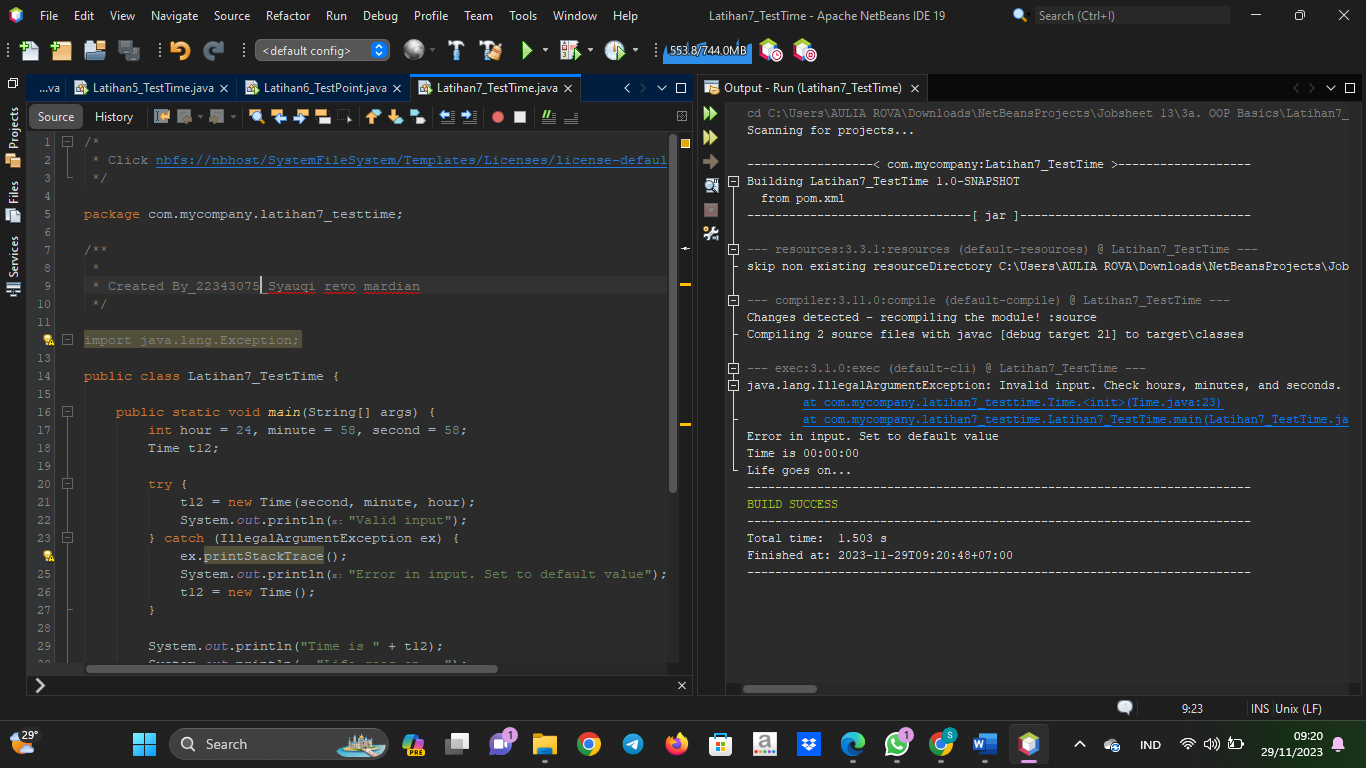 File Edit View Navigate Source Refactor Run Debug Profile Team Tools Window Help
Latihan7_TestTime - Apache NetBeans IDE 19
Search (Ctrl+I)
<default config>
553.8/744.0MB
...va Latihan5_TestTime.java Latihan6_TestPoint.java Latihan7_TestTime.java
Source History
Projects
Files
Services
1 /*
2 * Click nbfs://nbhost/SystemFileSystem/Templates/Licenses/license-defaul
3 */
4
5 package com.mycompany.latihan7_testtime;
6
7 /**
8 *
9 * Created By_22343075_Syauqi revo mardian
10 */
11
import java.lang.Exception;
13
14 public class Latihan7_TestTime {
15
16 public static void main(String[] args) {
17 int hour = 24, minute = 58, second = 58;
18 Time t12;
19
20 try {
21 t12 = new Time(second, minute, hour);
22 System.out.println(x: "Valid input");
23 } catch (IllegalArgumentException ex) {
ex.printStackTrace();
25 System.out.println(x: "Error in input. Set to default value");
26 t12 = new Time();
27 }
28
29 System.out.println("Time is " + t12);
Output - Run (Latihan7_TestTime)
cd C:\Users\AULIA ROVA\Downloads\NetBeansProjects\Jobsheet 13\3a. OOP Basics\Latihan7_
Scanning for projects...
-----------------< com.mycompany:Latihan7_TestTime >------------------
Building Latihan7_TestTime 1.0-SNAPSHOT
from pom.xml
--------------------------------[ jar ]---------------------------------
--- resources:3.3.1:resources (default-resources) @ Latihan7_TestTime ---
skip non existing resourceDirectory C:\Users\AULIA ROVA\Downloads\NetBeansProjects\Job
--- compiler:3.11.0:compile (default-compile) @ Latihan7_TestTime ---
Changes detected - recompiling the module! :source
Compiling 2 source files with javac [debug target 21] to target\classes
--- exec:3.1.0:exec (default-cli) @ Latihan7_TestTime ---
java.lang.IllegalArgumentException: Invalid input. Check hours, minutes, and seconds.
at com.mycompany.latihan7_testtime.Time.<init>(Time.java:23)
at com.mycompany.latihan7_testtime.Latihan7_TestTime.main(Latihan7_TestTime.ja
Error in input. Set to default value
Time is 00:00:00
Life goes on...
------------------------------------------------------------------------
BUILD SUCCESS
------------------------------------------------------------------------
Total time: 1.503 s
Finished at: 2023-11-29T09:20:48+07:00
------------------------------------------------------------------------
9:23 INS Unix (LF)
29°
Search
PRE
1
1
S
IND
09:20
29/11/2023